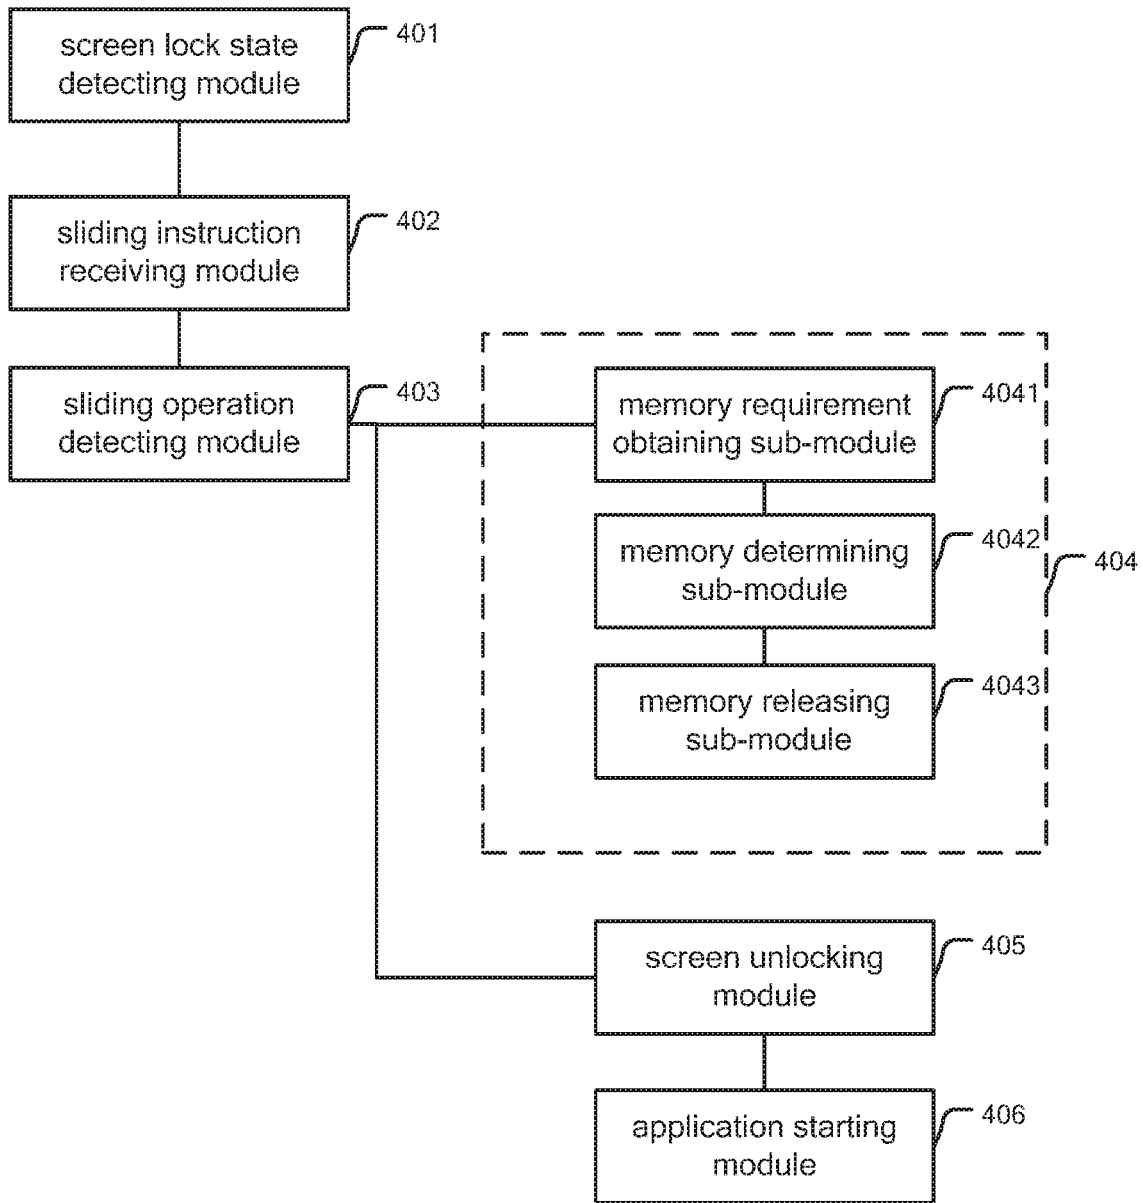 screen lock state
detecting module
401
sliding instruction
receiving module
402
sliding operation
detecting module
403
memory requirement
obtaining sub-module
4041
memory determining
sub-module
4042
404
memory releasing
sub-module
4043
screen unlocking
module
405
application starting
module
406